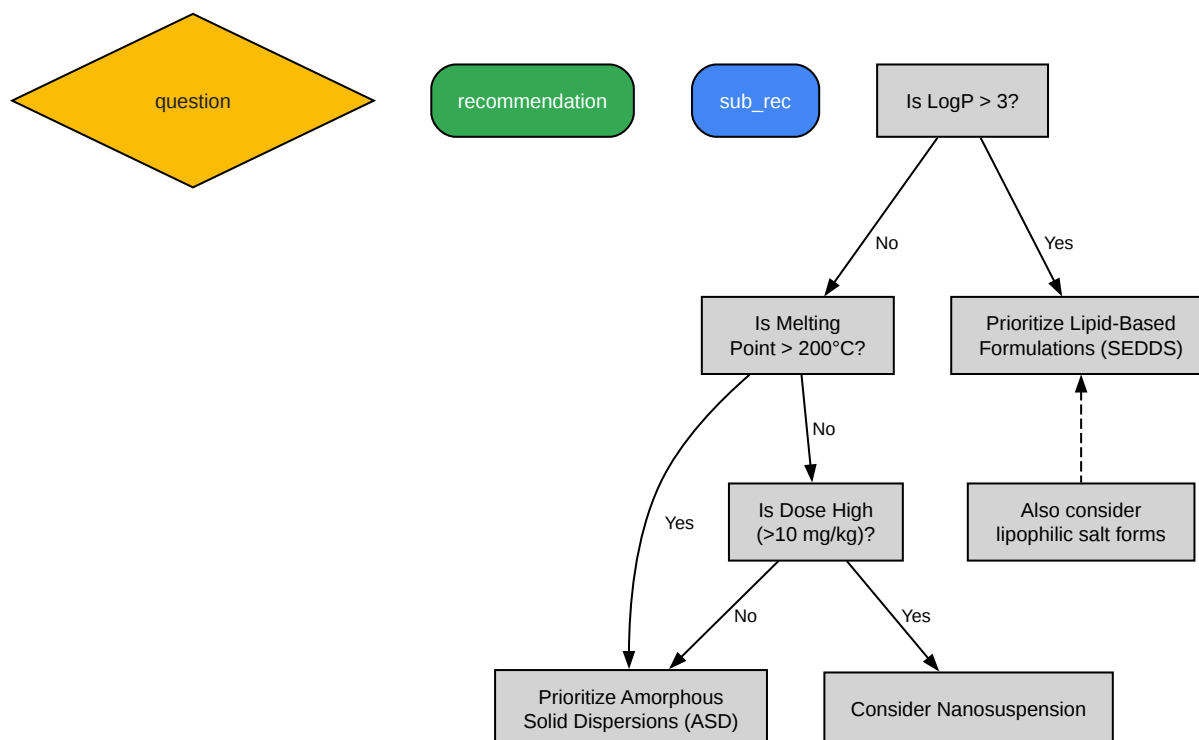 question
recommendation
sub_rec
Is LogP > 3?
No
Yes
Is Melting
Point > 200°C?
Prioritize Lipid-Based
Formulations (SEDDS)
No
Is Dose High
(>10 mg/kg)?
Also consider
lipophilic salt forms
Yes
No
Yes
Prioritize Amorphous
Solid Dispersions (ASD)
Consider Nanosuspension